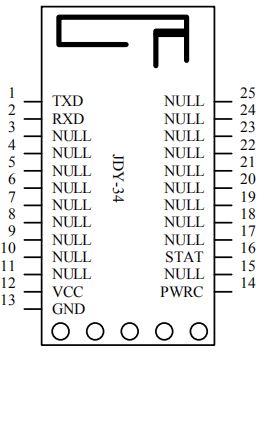 1 TXD NULL 25
2 RXD NULL 24
3 NULL NULL 23
4 NULL NULL 22
5 NULL NULL 21
6 NULL NULL 20
7 NULL NULL 19
8 NULL NULL 18
9 NULL NULL 17
10 NULL STAT 16
11 NULL NULL 15
12 VCC PWRC 14
13 GND
JDY-34